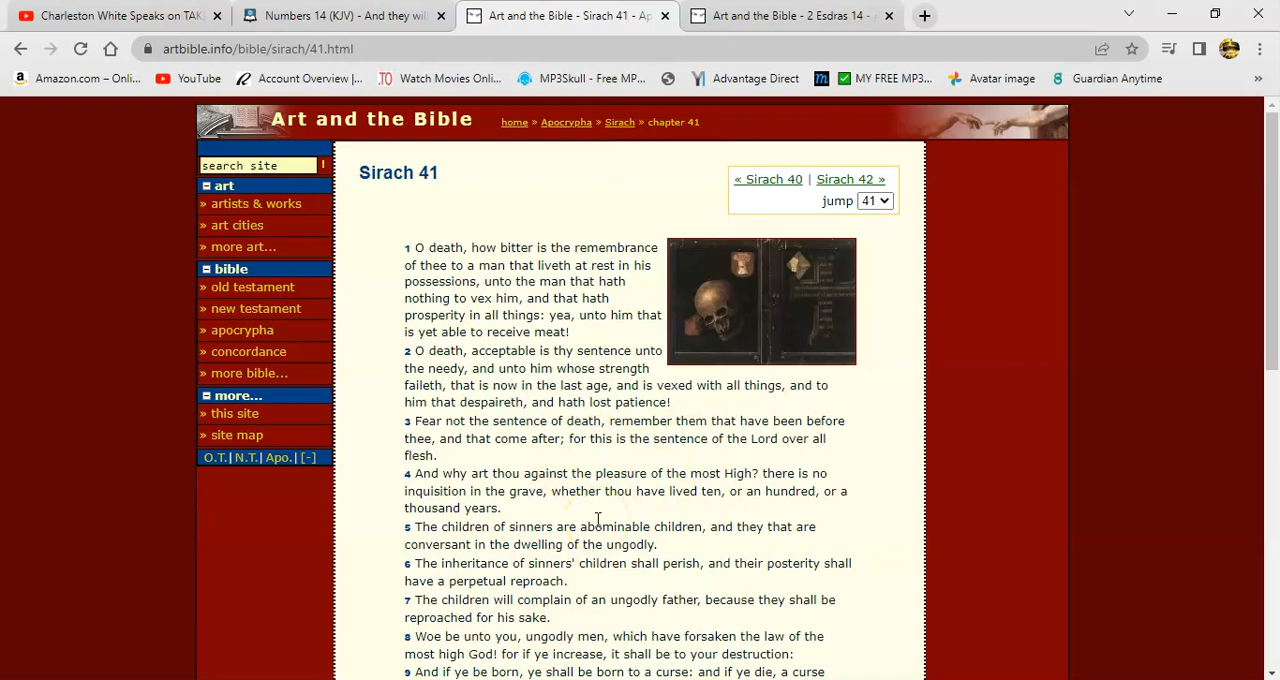 Charleston White Speaks on TAKE
Numbers 14 (KJV) - And they will
Art and the Bible - Sirach 41 - Ap
Art and the Bible - 2 Esdras 14 -
artbible.info/bible/sirach/41.html
Amazon.com – Onli...
YouTube
Account Overview |...
Watch Movies Onl...
MP3Skull - Free MP...
Advantage Direct
MY FREE MP3...
Avatar image
Guardian Anytime
»
Art and the Bible
home » Apocrypha » Sirach » chapter 41
search site
!
art
» artists & works
» art cities
» more art...
bible
» old testament
» new testament
» apocrypha
» concordance
» more bible...
more...
» this site
» site map
O.T.| N.T.| Apo.| [-]
Sirach 41
« Sirach 40 | Sirach 42 »
jump 41
1 O death, how bitter is the remembrance
of thee to a man that liveth at rest in his
possessions, unto the man that hath
nothing to vex him, and that hath
prosperity in all things: yea, unto him that
is yet able to receive meat!
2 O death, acceptable is thy sentence unto
the needy, and unto him whose strength
faileth, that is now in the last age, and is vexed with all things, and to
him that despaireth, and hath lost patience!
3 Fear not the sentence of death, remember them that have been before
thee, and that come after; for this is the sentence of the Lord over all
flesh.
4 And why art thou against the pleasure of the most High? there is no
inquisition in the grave, whether thou have lived ten, or an hundred, or a
thousand years.
5 The children of sinners are abominable children, and they that are
conversant in the dwelling of the ungodly.
6 The inheritance of sinners' children shall perish, and their posterity shall
have a perpetual reproach.
7 The children will complain of an ungodly father, because they shall be
reproached for his sake.
8 Woe be unto you, ungodly men, which have forsaken the law of the
most high God! for if ye increase, it shall be to your destruction:
9 And if ye be born, ye shall be born to a curse: and if ye die, a curse